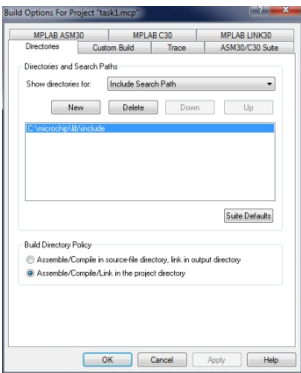 Build Options For Project "task1.mcp"
MPLAB ASM30 MPLAB C30 MPLAB LINK30
Directories Custom Build Trace ASM30/C30 Suite
Directories and Search Paths
Show directories for: Include Search Path
New Delete Down Up
C:\microchip\lib\include
Suite Defaults
Build Directory Policy
Assemble/Compile in source-file directory, link in output directory
Assemble/Compile/Link in the project directory
OK Cancel Apply Help